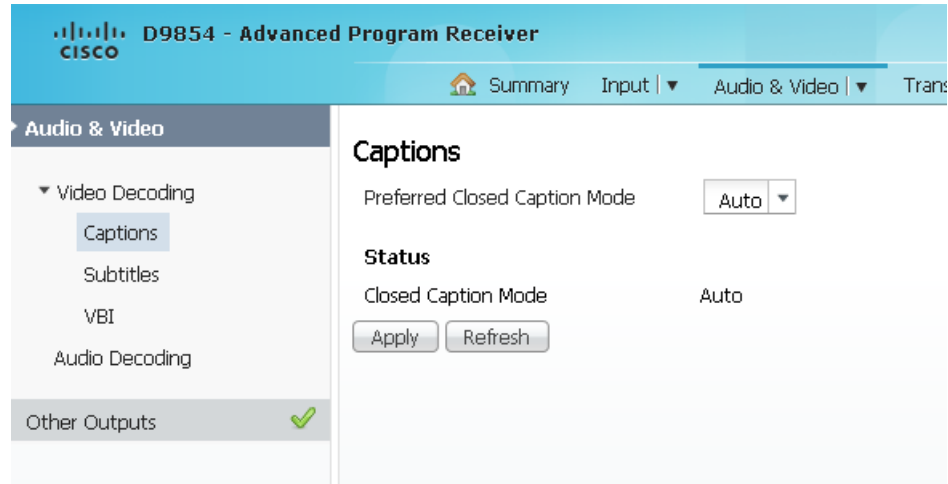 CISCO
D9854 - Advanced Program Receiver
Summary Input Audio & Video Trans
Audio & Video
Video Decoding
Captions
Subtitles
VBI
Audio Decoding
Other Outputs
Captions
Preferred Closed Caption Mode Auto
Status
Closed Caption Mode Auto
Apply Refresh